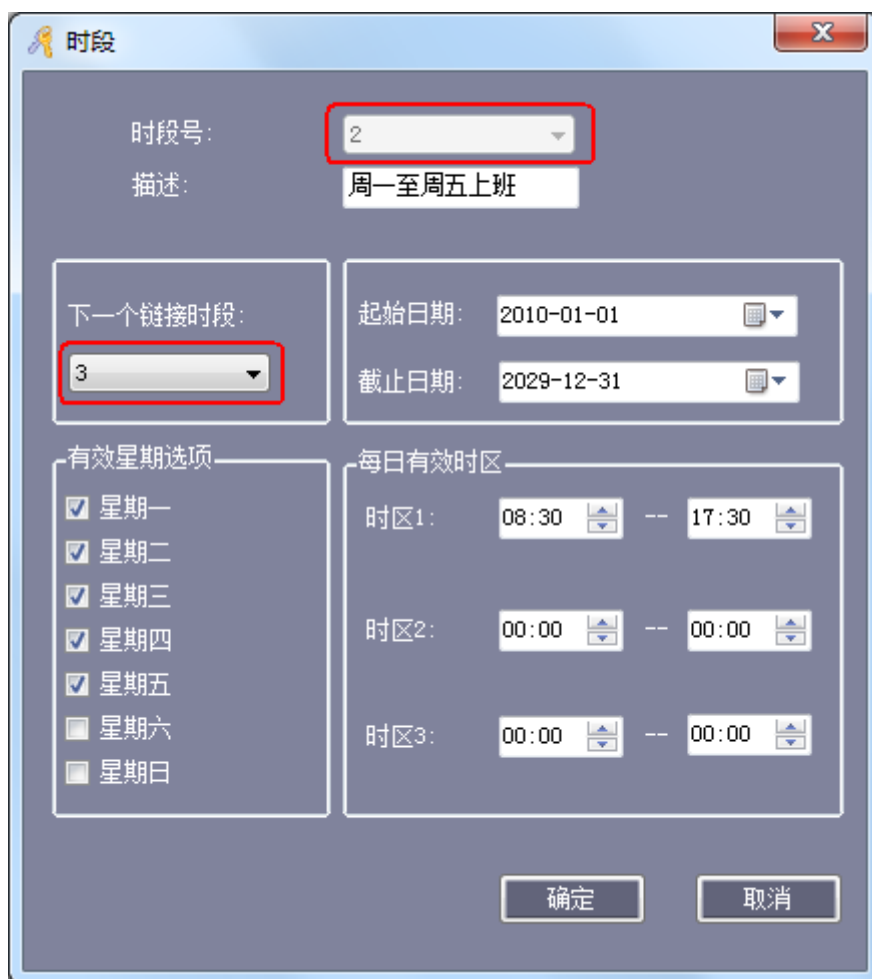 时段
时段号: 2
描述: 周一至周五上班
下一个链接时段:
3
起始日期: 2010-01-01
截止日期: 2029-12-31
有效星期选项
星期一
星期二
星期三
星期四
星期五
星期六
星期日
每日有效时区
时区1: 08:30 -- 17:30
时区2: 00:00 -- 00:00
时区3: 00:00 -- 00:00
确定 取消